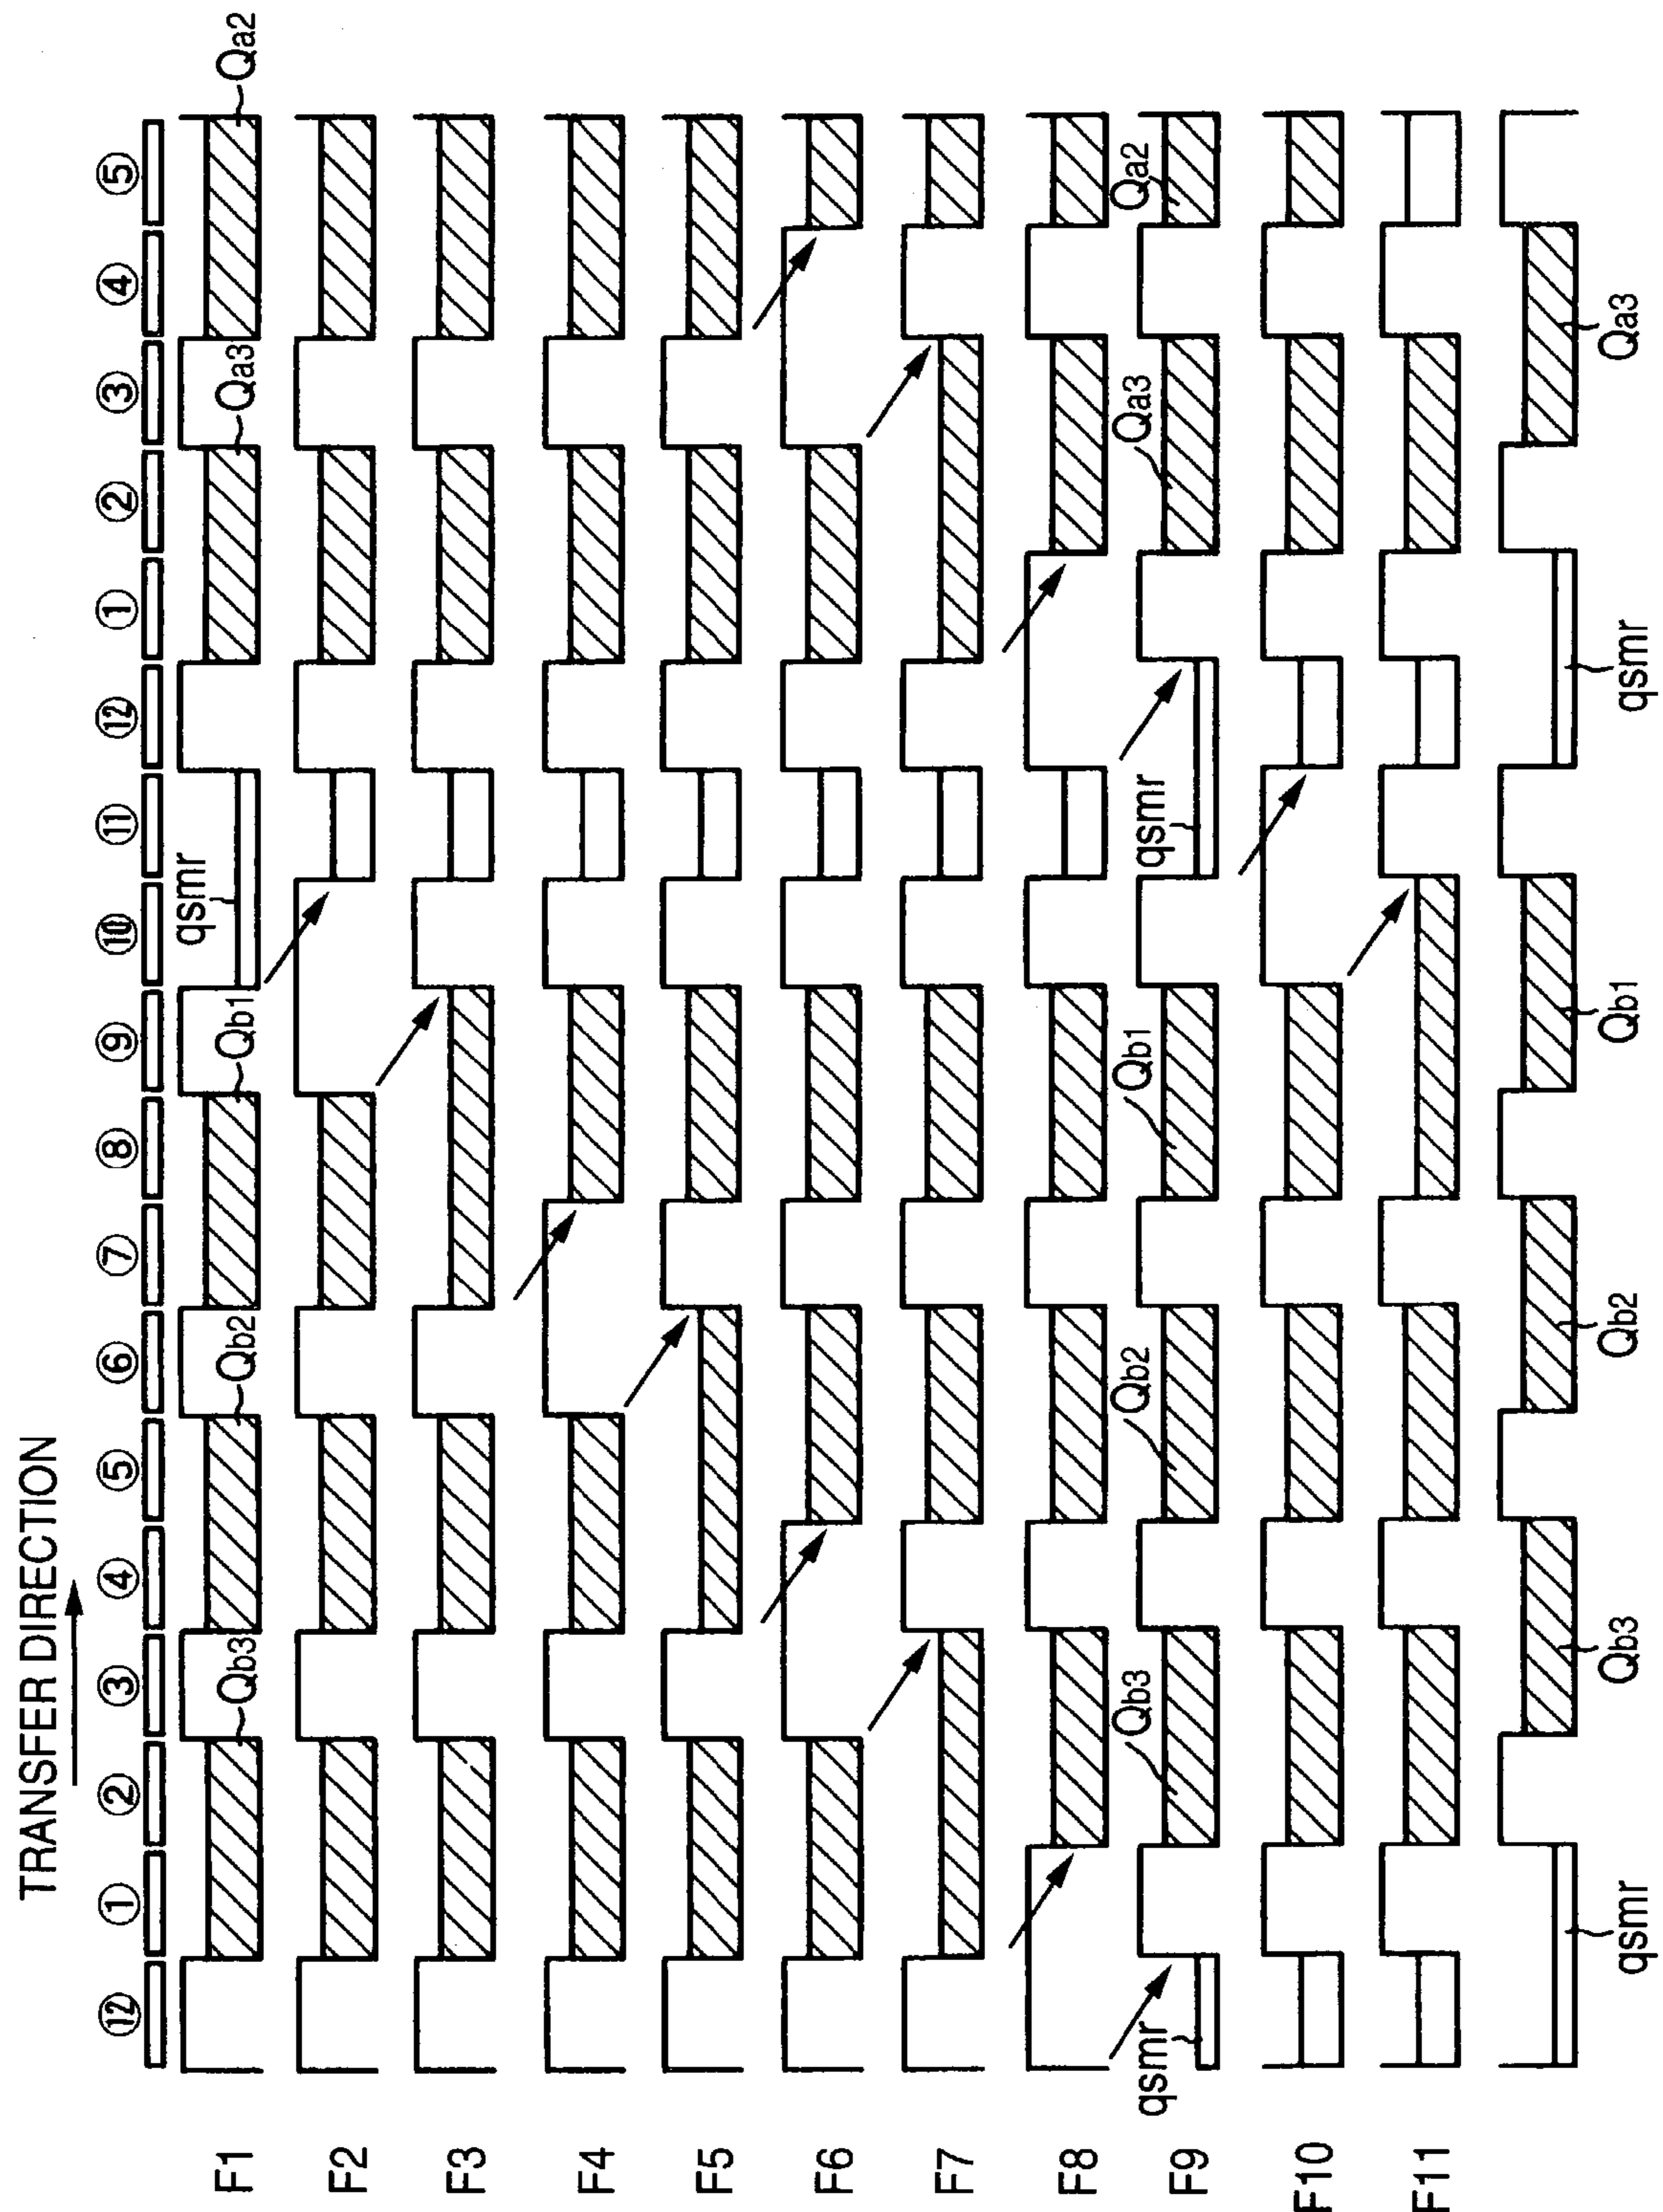 TRANSFER DIRECTION
⑫ ① ② ③ ④ ⑤ ⑥ ⑦ ⑧ ⑨ ⑩ ⑪ ⑫ ① ② ③ ④ ⑤
F1 Qb3 Qb2 Qb1 qsmr Qa3 Qa2
F2
F3
F4
F5
F6
F7
F8
F9 qsmr Qb3 Qb2 Qb1 qsmr Qa3 Qa2
F10
F11
qsmr Qb3 Qb2 Qb1 qsmr Qa3